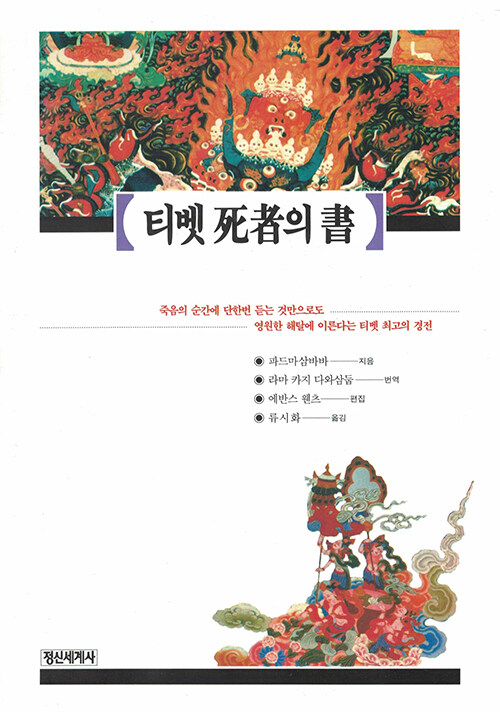 【티벳 死者의 書】
죽음의 순간에 단한번 듣는 것만으로도
영원한 해탈에 이른다는 티벳 최고의 경전
◉ 파드마삼바바――지음
◉ 라마 카지 다와삼둡――번역
◉ 에반스 웬츠――편집
◉ 류시화――옮김
정신세계사